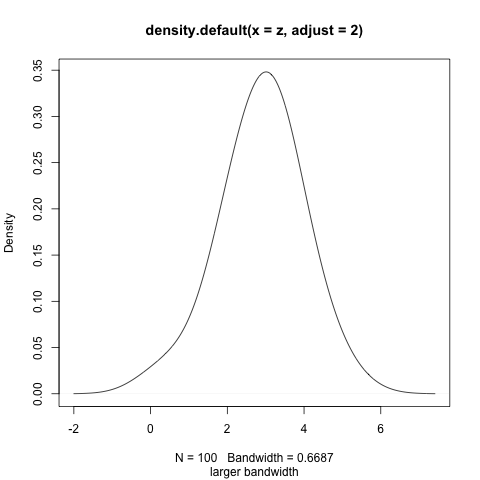 density.default(x = z, adjust = 2)
Density
0.35
0.30
0.25
0.20
0.15
0.10
0.05
0.00
-2 0 2 4 6
N = 100 Bandwidth = 0.6687
larger bandwidth